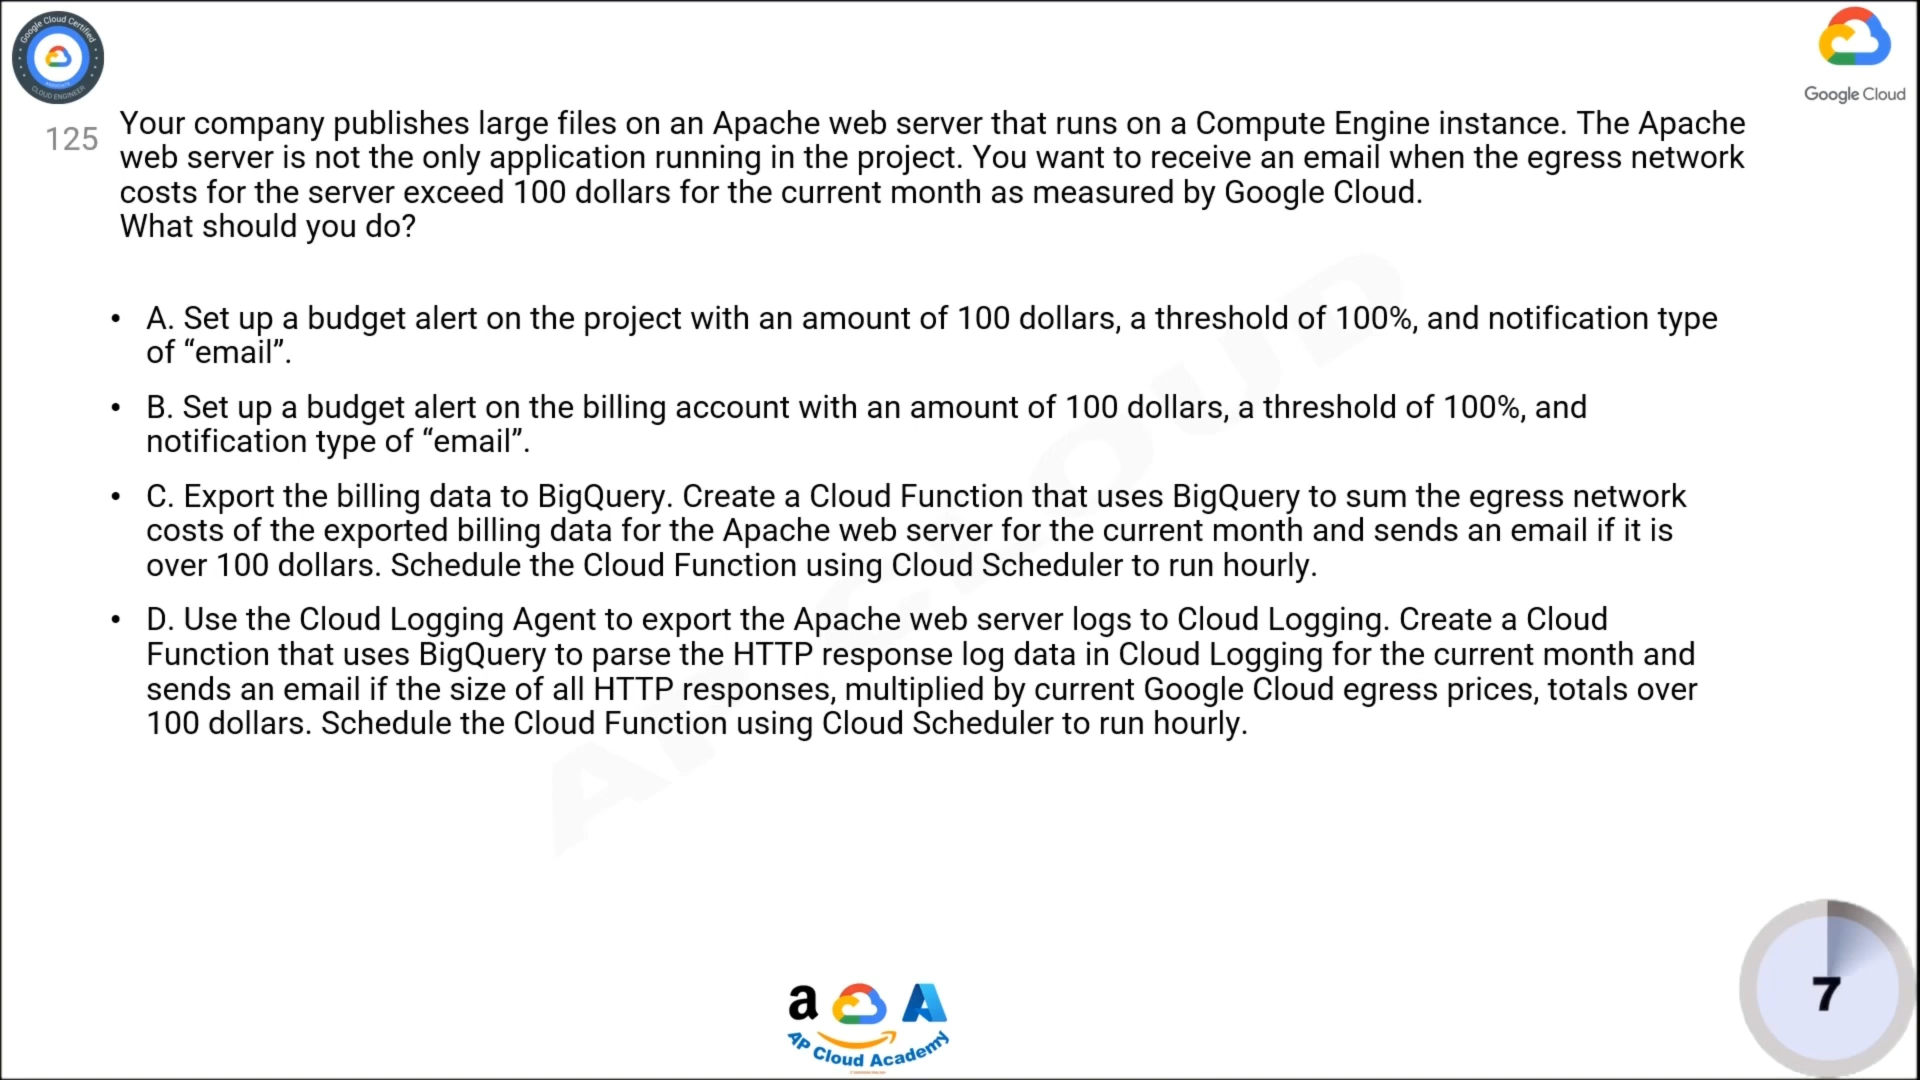 Google Cloud Certified
ASSOCIATE
CLOUD ENGINEER
Google Cloud
125
Your company publishes large files on an Apache web server that runs on a Compute Engine instance. The Apache
web server is not the only application running in the project. You want to receive an email when the egress network
costs for the server exceed 100 dollars for the current month as measured by Google Cloud.
What should you do?
• A. Set up a budget alert on the project with an amount of 100 dollars, a threshold of 100%, and notification type
of “email”.
• B. Set up a budget alert on the billing account with an amount of 100 dollars, a threshold of 100%, and
notification type of “email”.
• C. Export the billing data to BigQuery. Create a Cloud Function that uses BigQuery to sum the egress network
costs of the exported billing data for the Apache web server for the current month and sends an email if it is
over 100 dollars. Schedule the Cloud Function using Cloud Scheduler to run hourly.
• D. Use the Cloud Logging Agent to export the Apache web server logs to Cloud Logging. Create a Cloud
Function that uses BigQuery to parse the HTTP response log data in Cloud Logging for the current month and
sends an email if the size of all HTTP responses, multiplied by current Google Cloud egress prices, totals over
100 dollars. Schedule the Cloud Function using Cloud Scheduler to run hourly.
AP CLOUD
7
a
AP Cloud Academy